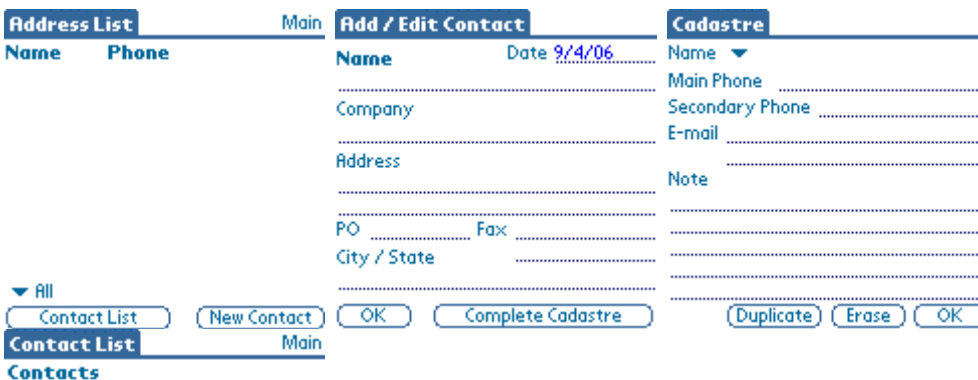 Address List Main
Name Phone
All
Contact List New Contact
Add / Edit Contact
Name Date 9/4/06
Company
Address
PO Fax
City / State
OK Complete Cadastre
Cadastre
Name
Main Phone
Secondary Phone
E-mail
Note
Duplicate Erase OK
Contact List Main
Contacts